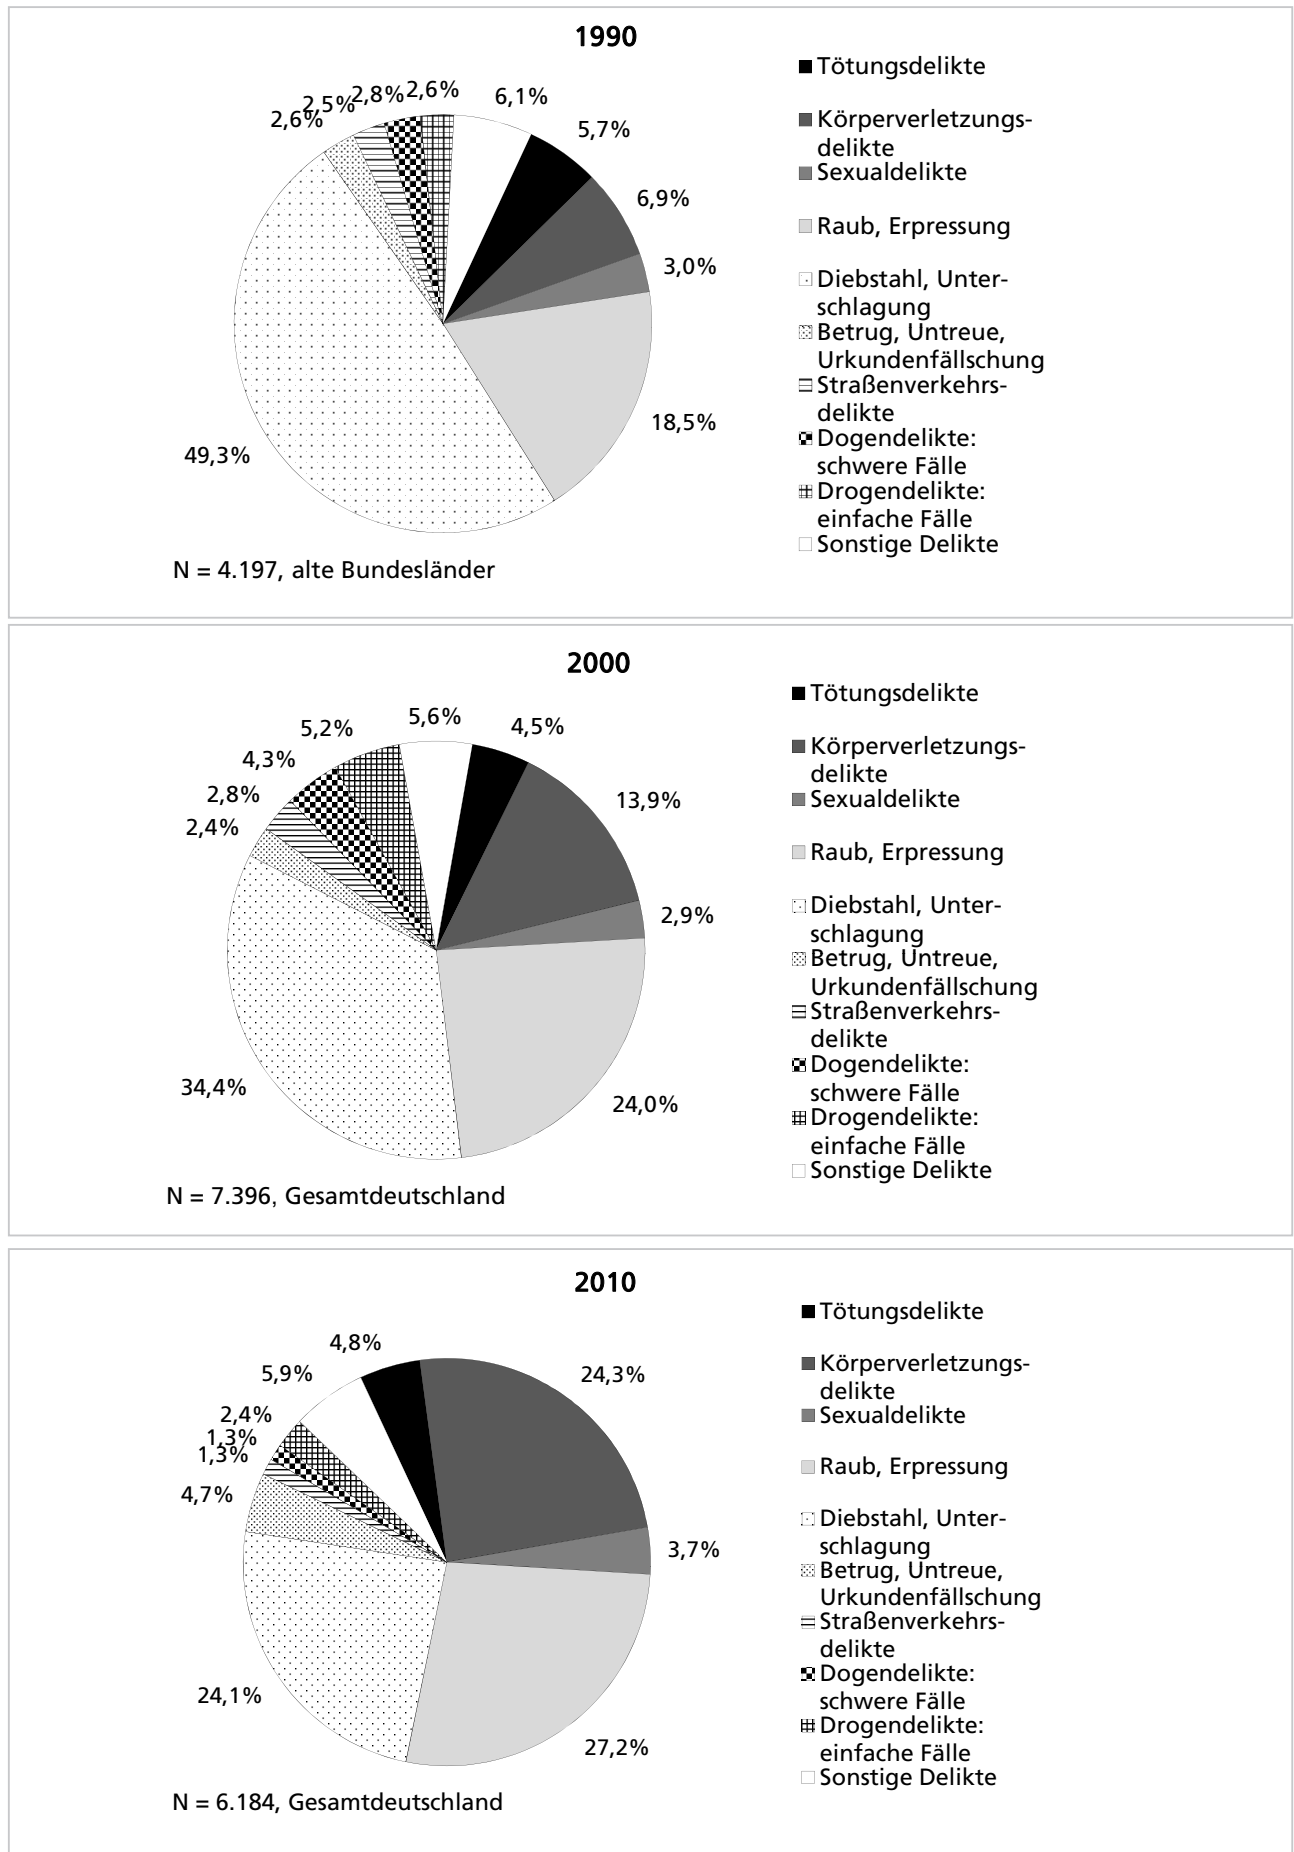 1990
2,6%
2,5%
2,8%
2,6%
6,1%
5,7%
6,9%
3,0%
18,5%
49,3%
N = 4.197, alte Bundesländer
Tötungsdelikte
Körperverletzungs-
delikte
Sexualdelikte
Raub, Erpressung
Diebstahl, Unter-
schlagung
Betrug, Untreue,
Urkundenfällschung
Straßenverkehrs-
delikte
Dogendelikte:
schwere Fälle
Drogendelikte:
einfache Fälle
Sonstige Delikte
2000
5,6%
4,5%
5,2%
4,3%
2,8%
2,4%
13,9%
2,9%
34,4%
24,0%
N = 7.396, Gesamtdeutschland
Tötungsdelikte
Körperverletzungs-
delikte
Sexualdelikte
Raub, Erpressung
Diebstahl, Unter-
schlagung
Betrug, Untreue,
Urkundenfällschung
Straßenverkehrs-
delikte
Dogendelikte:
schwere Fälle
Drogendelikte:
einfache Fälle
Sonstige Delikte
2010
4,8%
5,9%
24,3%
2,4%
1,3%
1,3%
4,7%
3,7%
24,1%
27,2%
N = 6.184, Gesamtdeutschland
Tötungsdelikte
Körperverletzungs-
delikte
Sexualdelikte
Raub, Erpressung
Diebstahl, Unter-
schlagung
Betrug, Untreue,
Urkundenfällschung
Straßenverkehrs-
delikte
Dogendelikte:
schwere Fälle
Drogendelikte:
einfache Fälle
Sonstige Delikte